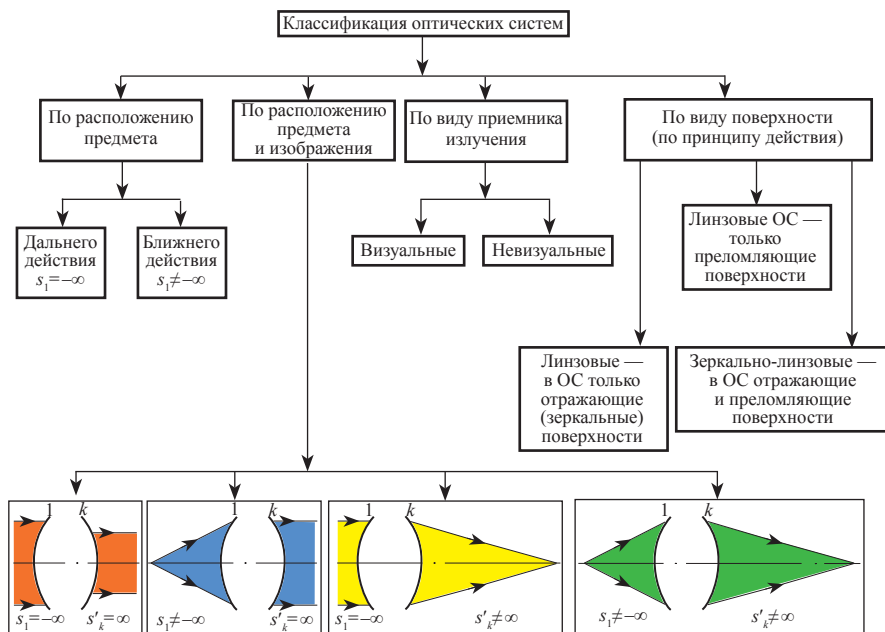 Классификация оптических систем
По расположению
предмета
По расположению
предмета
и изображения
По виду приемника
излучения
По виду поверхности
(по принципу действия)
Дальнего
действия
s₁=–∞
Ближнего
действия
s₁≠–∞
Визуальные
Невизуальные
Линзовые ОС —
только
преломляющие
поверхности
Линзовые —
в ОС только
отражающие
(зеркальные)
поверхности
Зеркально-линзовые —
в ОС отражающие
и преломляющие
поверхности
1 k
s₁=–∞ s′ₖ=∞
1 k
s₁≠–∞ s′ₖ=∞
1 k
s₁=–∞ s′ₖ≠∞
1 k
s₁≠–∞ s′ₖ≠∞